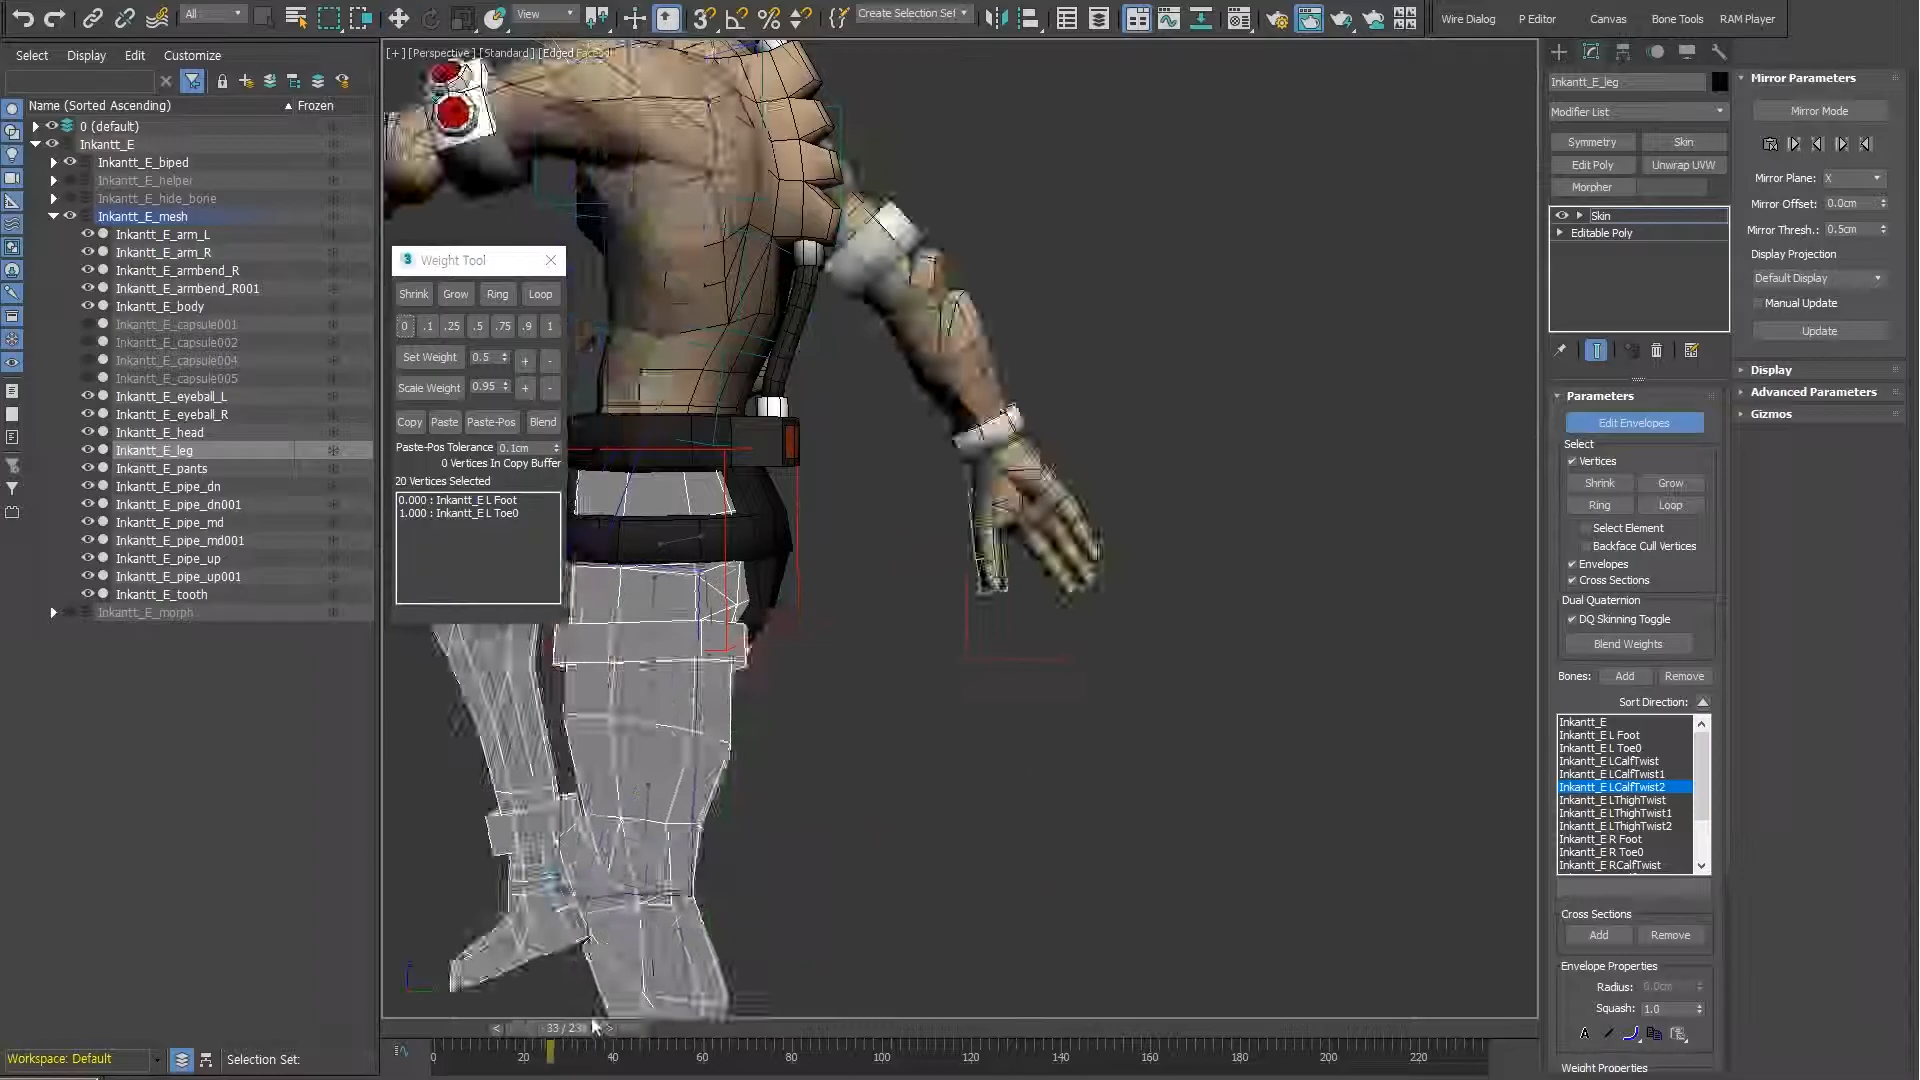 All
View
Create Selection Set
Wire Dialog
P Editor
Canvas
Bone Tools
RAM Player
Select
Display
Edit
Customize
Name (Sorted Ascending)
Frozen
0 (default)
Inkantt_E
Inkantt_E_biped
Inkantt_E_helper
Inkantt_E_hide_bone
Inkantt_E_mesh
Inkantt_E_arm_L
Inkantt_E_arm_R
Inkantt_E_armbend_R
Inkantt_E_armbend_R001
Inkantt_E_body
Inkantt_E_capsule001
Inkantt_E_capsule002
Inkantt_E_capsule004
Inkantt_E_capsule005
Inkantt_E_eyeball_L
Inkantt_E_eyeball_R
Inkantt_E_head
Inkantt_E_leg
Inkantt_E_pants
Inkantt_E_pipe_dn
Inkantt_E_pipe_dn001
Inkantt_E_pipe_md
Inkantt_E_pipe_md001
Inkantt_E_pipe_up
Inkantt_E_pipe_up001
Inkantt_E_tooth
Inkantt_E_morph
Workspace: Default
Selection Set:
[+] [Perspective] [Standard] [Edged Faces]
3 Weight Tool
Shrink Grow Ring Loop
0 .1 .25 .5 .75 .9 1
Set Weight 0.5 + -
Scale Weight 0.95 + -
Copy Paste Paste-Pos Blend
Paste-Pos Tolerance 0.1cm
0 Vertices In Copy Buffer
20 Vertices Selected
0.000 : Inkantt_E L Foot
1.000 : Inkantt_E L Toe0
< 33 / 23 >
0 20 40 60 80 100 120 140 160 180 200 220
Inkantt_E_leg
Modifier List
Symmetry Skin
Edit Poly Unwrap UVW
Morpher
Skin
Editable Poly
Parameters
Edit Envelopes
Select
Vertices
Shrink Grow
Ring Loop
Select Element
Backface Cull Vertices
Envelopes
Cross Sections
Dual Quaternion
DQ Skinning Toggle
Blend Weights
Bones: Add Remove
Sort Direction:
Inkantt_E
Inkantt_E L Foot
Inkantt_E L Toe0
Inkantt_E LCalfTwist
Inkantt_E LCalfTwist1
Inkantt_E LCalfTwist2
Inkantt_E LThighTwist
Inkantt_E LThighTwist1
Inkantt_E LThighTwist2
Inkantt_E R Foot
Inkantt_E R Toe0
Inkantt_E RCalfTwist
Cross Sections
Add Remove
Envelope Properties
Radius: 0.0cm
Squash: 1.0
A
Weight Properties
Mirror Parameters
Mirror Mode
Mirror Plane: X
Mirror Offset: 0.0cm
Mirror Thresh.: 0.5cm
Display Projection
Default Display
Manual Update
Update
Display
Advanced Parameters
Gizmos